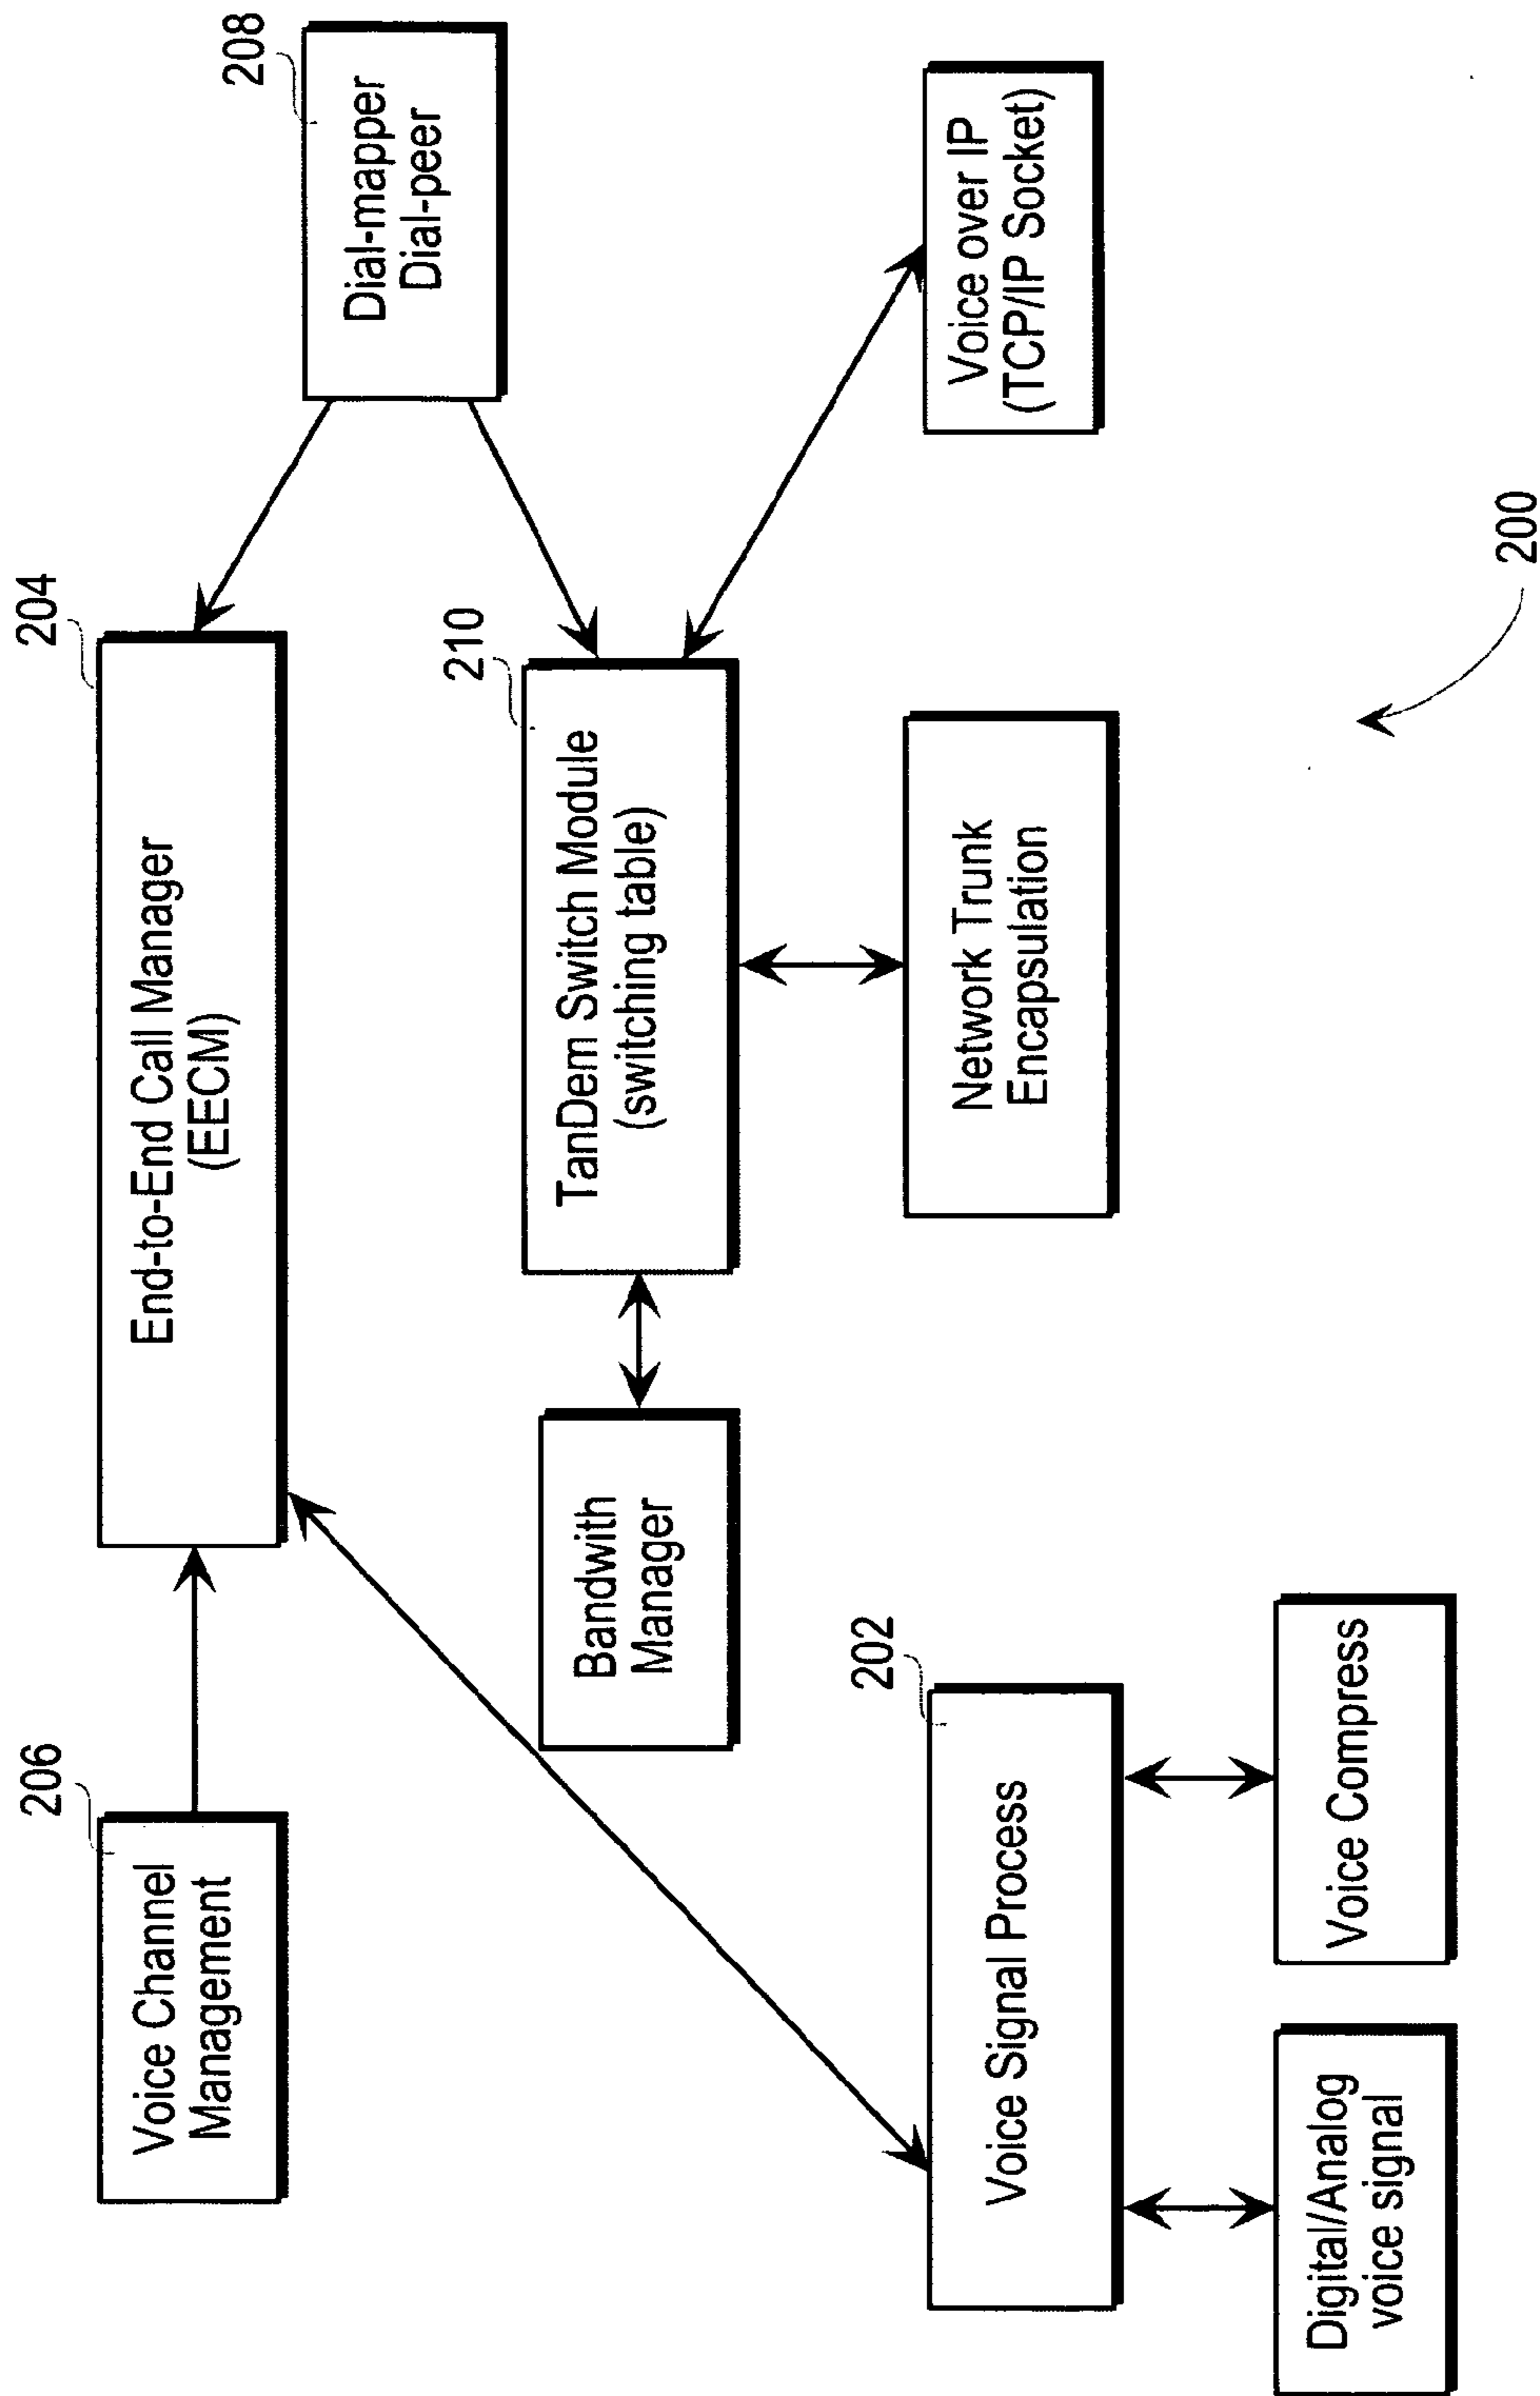 206
Voice Channel
Management
204
End-to-End Call Manager
(EECM)
208
Dial-mapper
Dial-peer
210
TanDem Switch Module
(switching table)
Bandwith
Manager
202
Voice Signal Process
Network Trunk
Encapsulation
Voice over IP
(TCP/IP Socket)
Digital/Analog
voice signal
Voice Compress
200